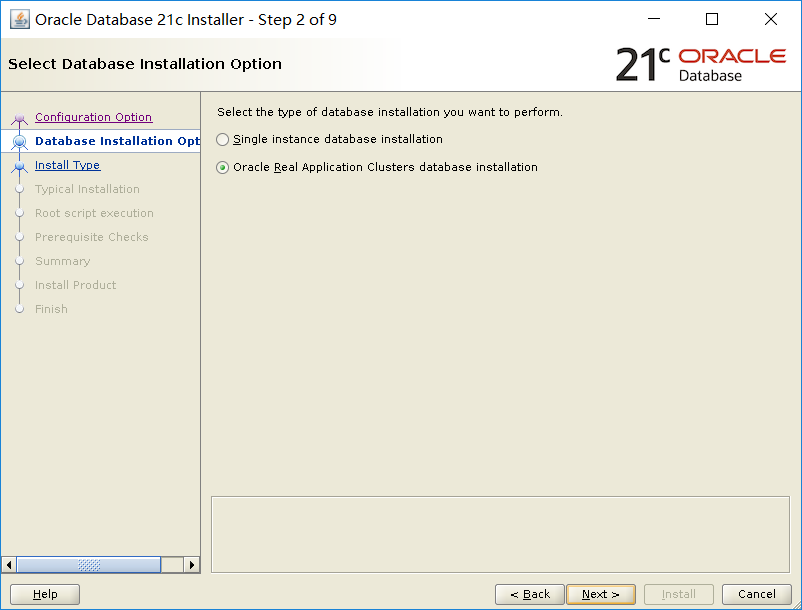 Oracle Database 21c Installer - Step 2 of 9
Select Database Installation Option
21c ORACLE
Database
Configuration Option
Database Installation Opt
Install Type
Typical Installation
Root script execution
Prerequisite Checks
Summary
Install Product
Finish
Select the type of database installation you want to perform.
Single instance database installation
Oracle Real Application Clusters database installation
Help
< Back
Next >
Install
Cancel